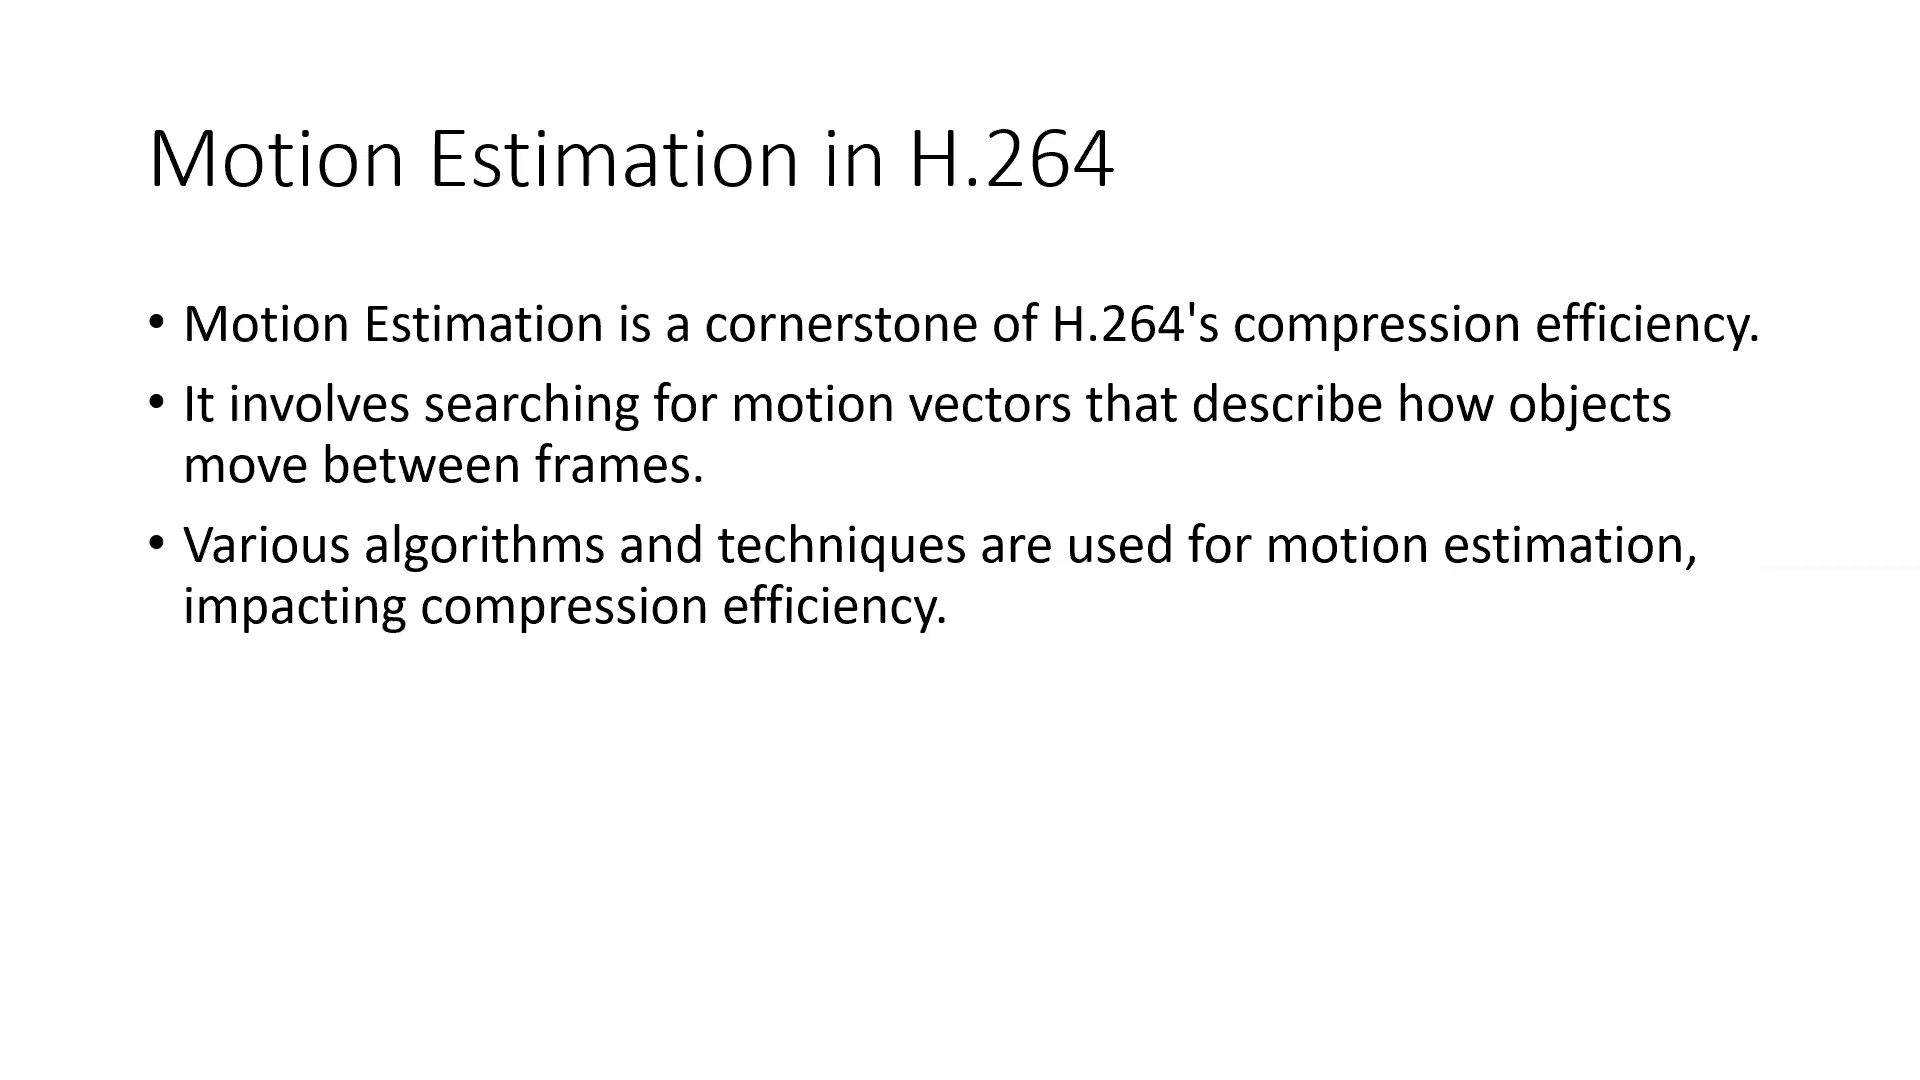 Motion Estimation in H.264
• Motion Estimation is a cornerstone of H.264's compression efficiency.
• It involves searching for motion vectors that describe how objects
move between frames.
• Various algorithms and techniques are used for motion estimation,
impacting compression efficiency.